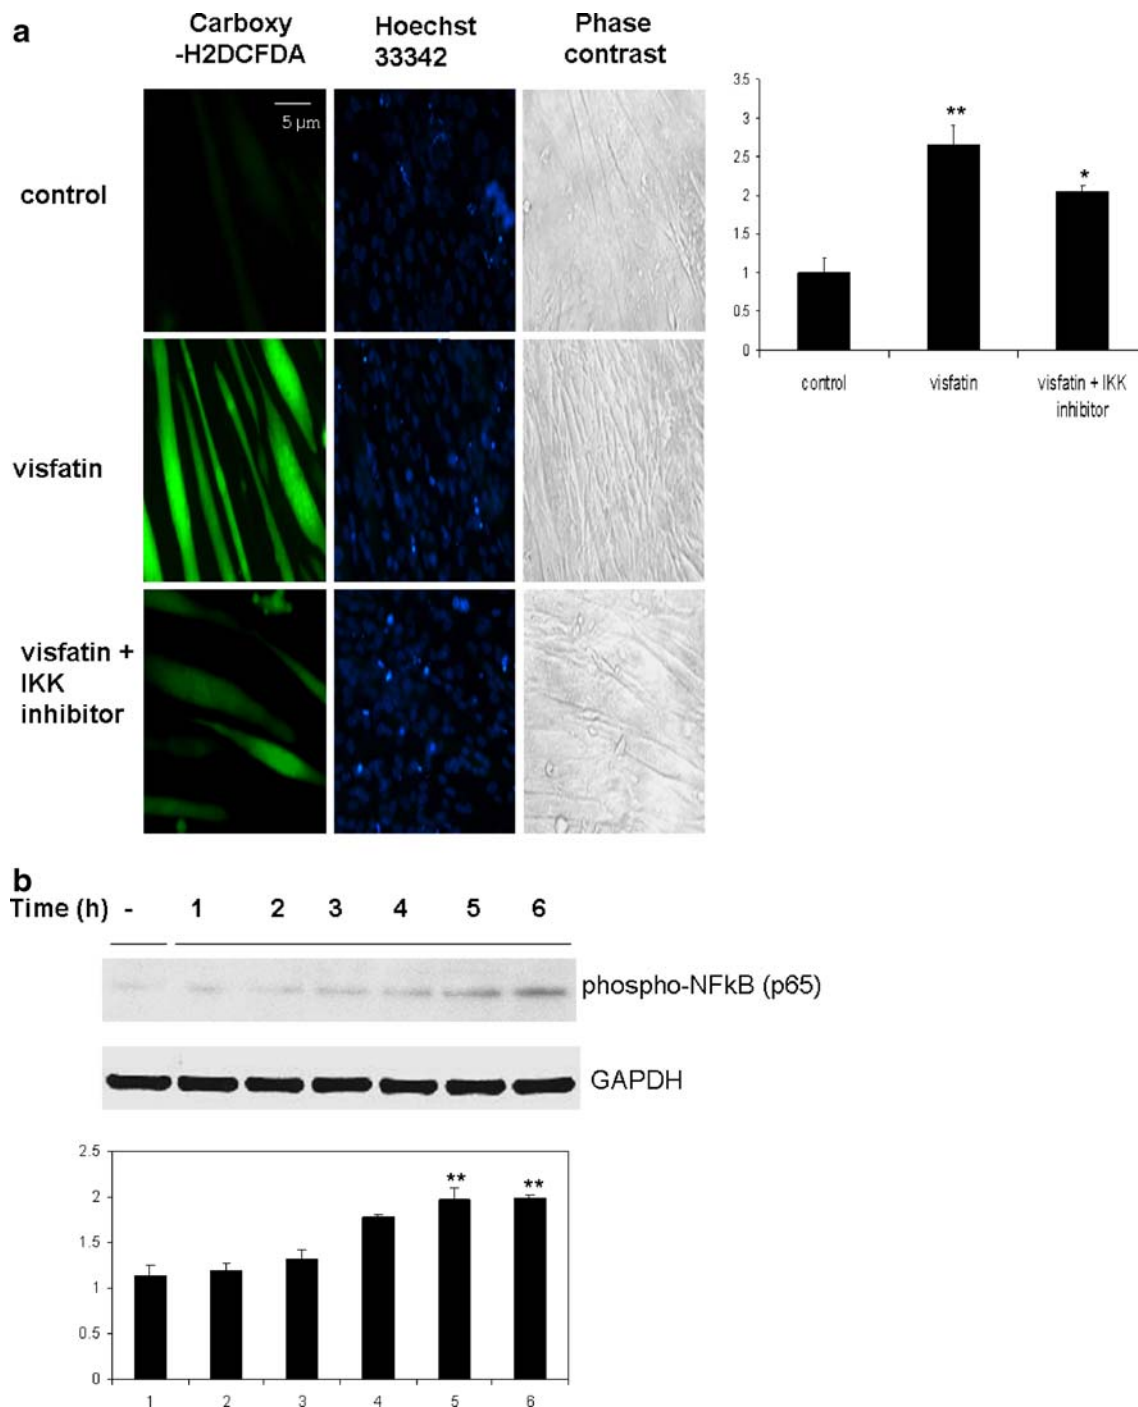 a
Carboxy
-H2DCFDA
Hoechst
33342
Phase
contrast
5 µm
control
visfatin
visfatin +
IKK
inhibitor
3.5
3
2.5
2
1.5
1
0.5
0
**
*
control
visfatin
visfatin + IKK
inhibitor
b
Time (h) - 1 2 3 4 5 6
phospho-NFkB (p65)
GAPDH
2.5
2
1.5
1
0.5
0
** **
1 2 3 4 5 6